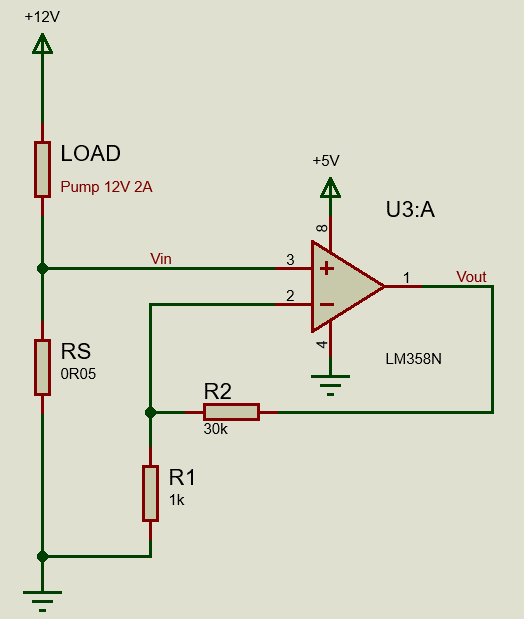 +12V
LOAD
Pump 12V 2A
+5V
U3:A
8
Vin
3
+
1
Vout
2
−
4
LM358N
RS
0R05
R2
30k
R1
1k